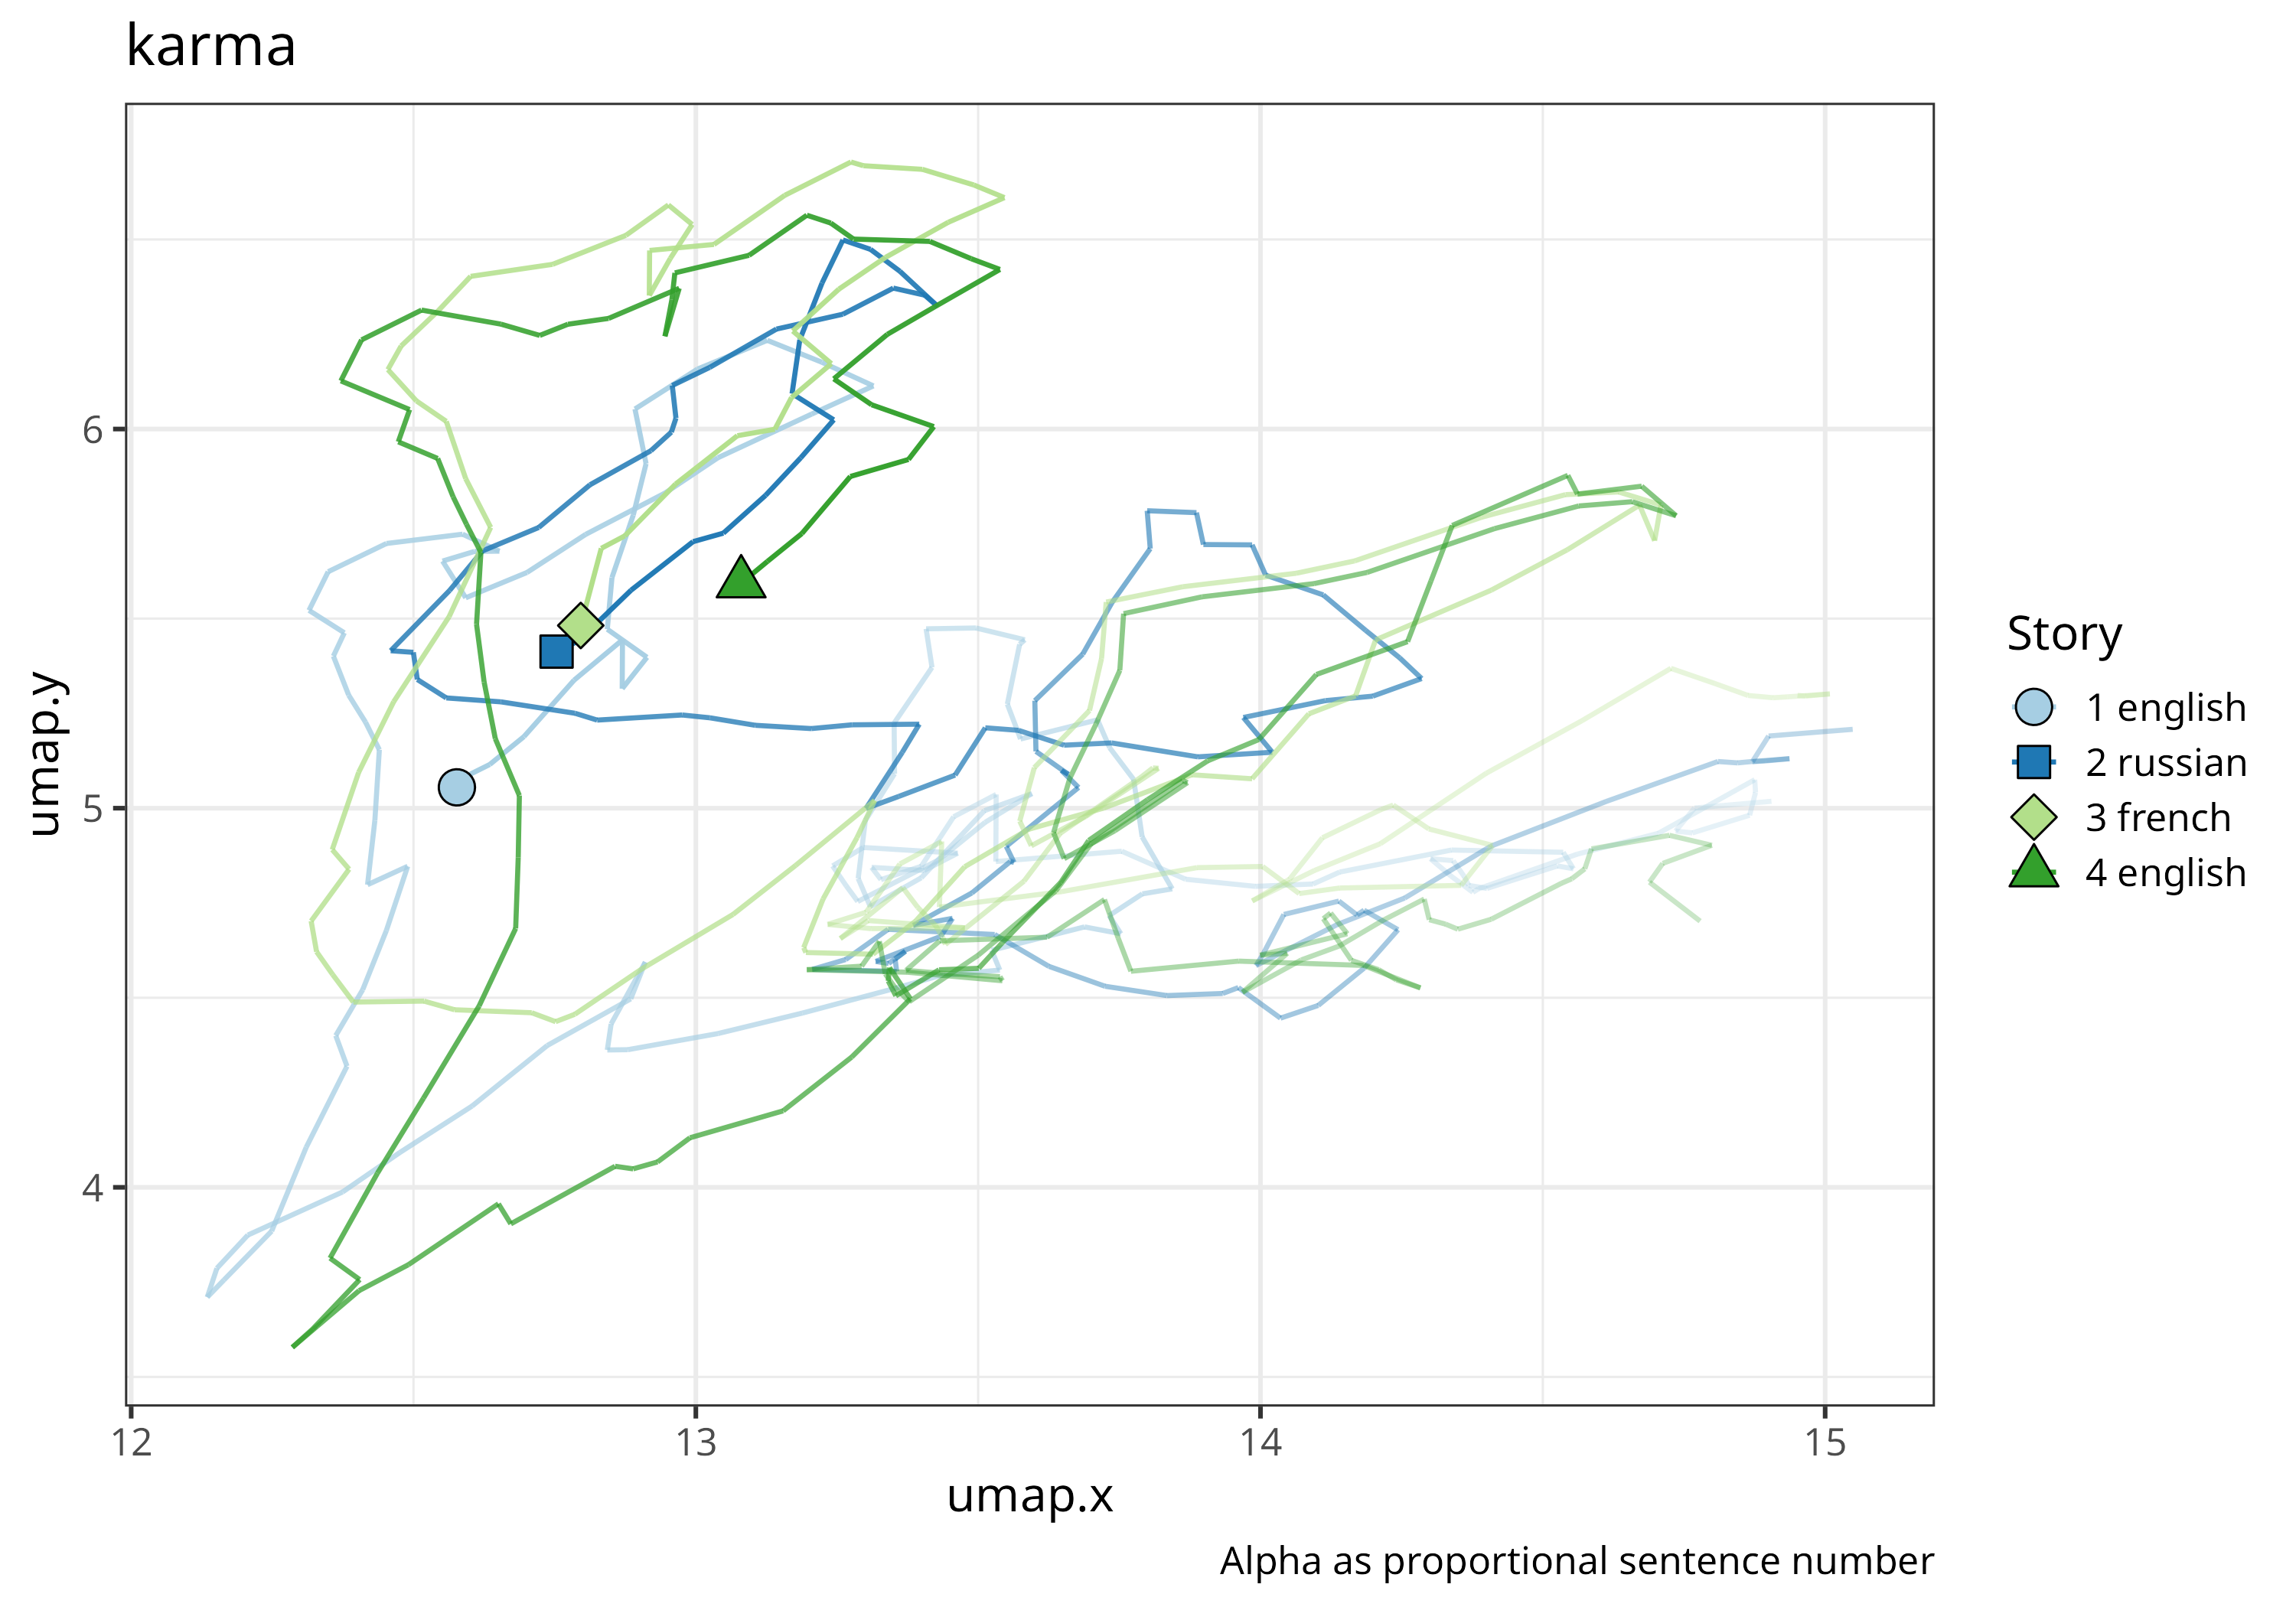 karma
umap.y
6
5
4
12
13
14
15
umap.x
Story
1 english
2 russian
3 french
4 english
Alpha as proportional sentence number